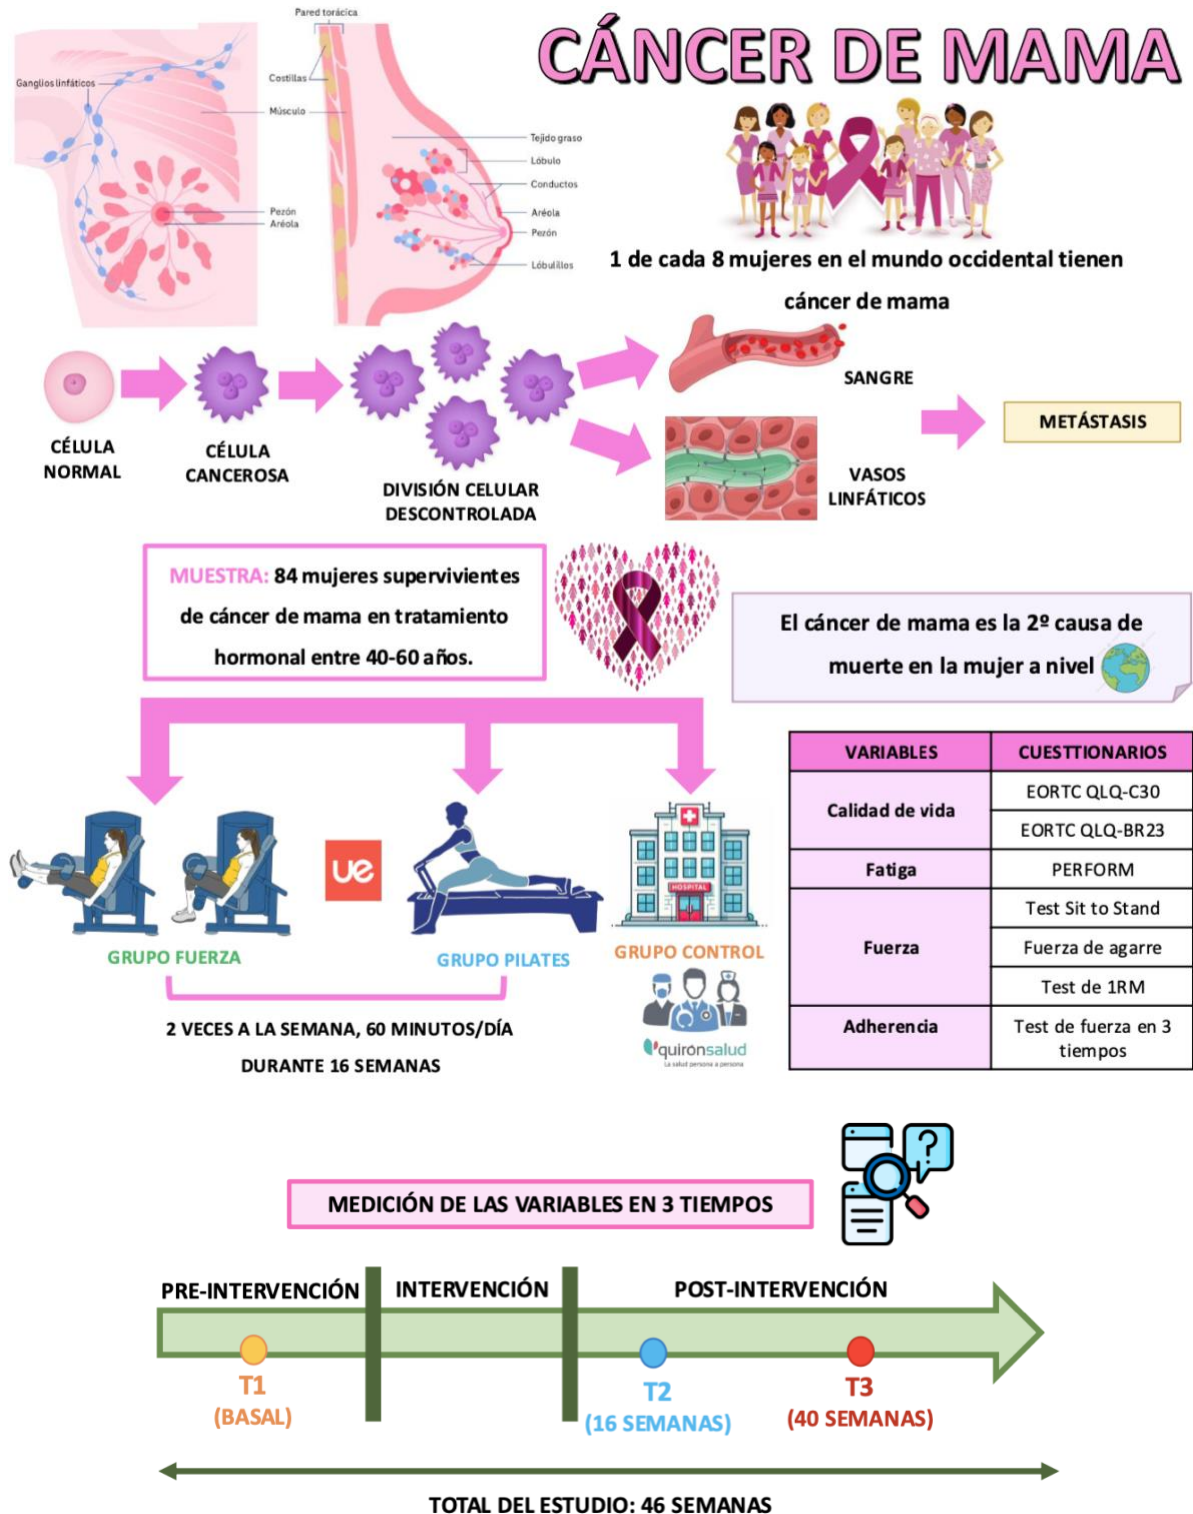 Pared torácica
CÁNCER DE MAMA
Ganglios linfáticos
Costillas
Músculo
Pezón
Aréola
Tejido graso
Lóbulo
Conductos
Aréola
Pezón
Lóbulillos
1 de cada 8 mujeres en el mundo occidental tienen
cáncer de mama
CÉLULA
NORMAL
CÉLULA
CANCEROSA
DIVISIÓN CELULAR
DESCONTROLADA
SANGRE
VASOS
LINFÁTICOS
METÁSTASIS
MUESTRA: 84 mujeres supervivientes
de cáncer de mama en tratamiento
hormonal entre 40-60 años.
El cáncer de mama es la 2º causa de
muerte en la mujer a nivel
ue
HOSPITAL
GRUPO FUERZA
GRUPO PILATES
GRUPO CONTROL
2 VECES A LA SEMANA, 60 MINUTOS/DÍA
DURANTE 16 SEMANAS
quirónsalud
La salud persona a persona
VARIABLES
CUESTTIONARIOS
Calidad de vida
EORTC QLQ-C30
EORTC QLQ-BR23
Fatiga
PERFORM
Fuerza
Test Sit to Stand
Fuerza de agarre
Test de 1RM
Adherencia
Test de fuerza en 3
tiempos
?
MEDICIÓN DE LAS VARIABLES EN 3 TIEMPOS
PRE-INTERVENCIÓN
INTERVENCIÓN
POST-INTERVENCIÓN
T1
(BASAL)
T2
(16 SEMANAS)
T3
(40 SEMANAS)
TOTAL DEL ESTUDIO: 46 SEMANAS